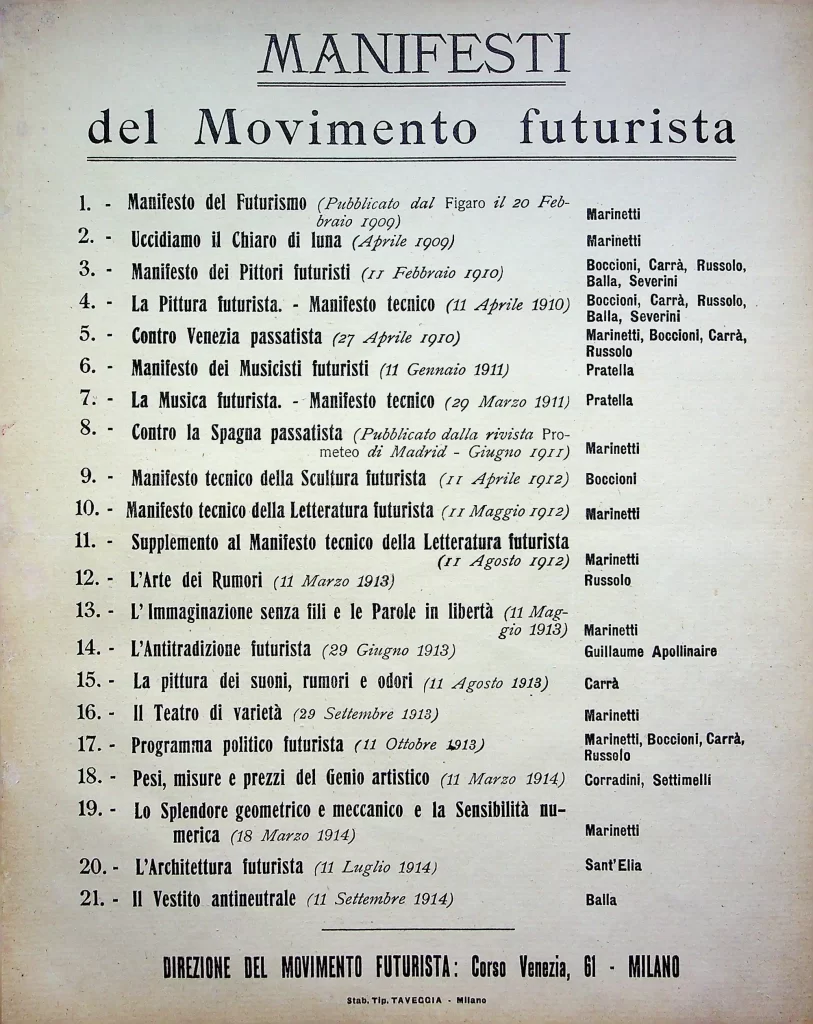 MANIFESTI
del Movimento futurista
1. - Manifesto del Futurismo (Pubblicato dal Figaro il 20 Feb-
braio 1909) Marinetti
2. - Uccidiamo il Chiaro di luna (Aprile 1909) Marinetti
3. - Manifesto dei Pittori futuristi (11 Febbraio 1910) Boccioni, Carrà, Russolo,
Balla, Severini
4. - La Pittura futurista. - Manifesto tecnico (11 Aprile 1910) Boccioni, Carrà, Russolo,
Balla, Severini
5. - Contro Venezia passatista (27 Aprile 1910) Marinetti, Boccioni, Carrà,
Russolo
6. - Manifesto dei Musicisti futuristi (11 Gennaio 1911) Pratella
7. - La Musica futurista. - Manifesto tecnico (29 Marzo 1911) Pratella
8. - Contro la Spagna passatista (Pubblicato dalla rivista Pro-
meteo di Madrid - Giugno 1911) Marinetti
9. - Manifesto tecnico della Scultura futurista (11 Aprile 1912) Boccioni
10. - Manifesto tecnico della Letteratura futurista (11 Maggio 1912) Marinetti
11. - Supplemento al Manifesto tecnico della Letteratura futurista
(11 Agosto 1912) Marinetti
12. - L'Arte dei Rumori (11 Marzo 1913) Russolo
13. - L' Immaginazione senza fili e le Parole in libertà (11 Mag-
gio 1913) Marinetti
14. - L'Antitradizione futurista (29 Giugno 1913) Guillaume Apollinaire
15. - La pittura dei suoni, rumori e odori (11 Agosto 1913) Carrà
16. - Il Teatro di varietà (29 Settembre 1913) Marinetti
17. - Programma politico futurista (11 Ottobre 1913) Marinetti, Boccioni, Carrà,
Russolo
18. - Pesi, misure e prezzi del Genio artistico (11 Marzo 1914) Corradini, Settimelli
19. - Lo Splendore geometrico e meccanico e la Sensibilità nu-
merica (18 Marzo 1914) Marinetti
20. - L'Architettura futurista (11 Luglio 1914) Sant'Elia
21. - Il Vestito antineutrale (11 Settembre 1914) Balla
DIREZIONE DEL MOVIMENTO FUTURISTA: Corso Venezia, 61 - MILANO
Stab. Tip. TAVEGGIA - Milano